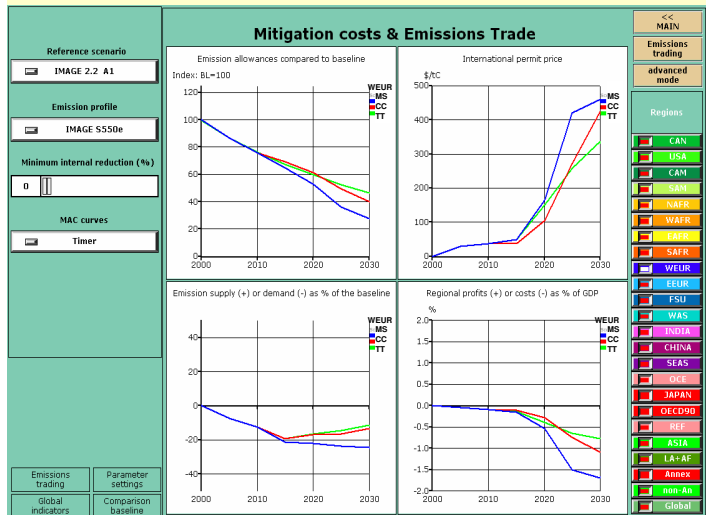 Mitigation costs & Emissions Trade
Reference scenario
IMAGE 2.2 A1
Emission profile
IMAGE S550e
Minimum internal reduction (%)
0
MAC curves
Timer
Emissions trading
Parameter settings
Global indicators
Comparison baseline
Emission allowances compared to baseline
Index: BL=100
WEUR
MS
CC
TT
120
100
80
60
40
20
0
2000 2010 2020 2030
International permit price
$/tC
500
400
300
200
100
0
MS
CC
TT
2000 2010 2020 2030
Emission supply (+) or demand (-) as % of the baseline
WEUR
MS
CC
TT
40
20
0
-20
-40
2000 2010 2020 2030
Regional profits (+) or costs (-) as % of GDP
%
WEUR
MS
CC
TT
2.0
1.5
1.0
0.5
0.0
-0.5
-1.0
-1.5
-2.0
2000 2010 2020 2030
<<
MAIN
Emissions
trading
advanced
mode
Regions
CAN
USA
CAM
SAM
NAFR
WAFR
EAFR
SAFR
WEUR
EEUR
FSU
WAS
INDIA
CHINA
SEAS
OCE
JAPAN
OECD90
REF
ASIA
LA+AF
Annex
non-An
Global